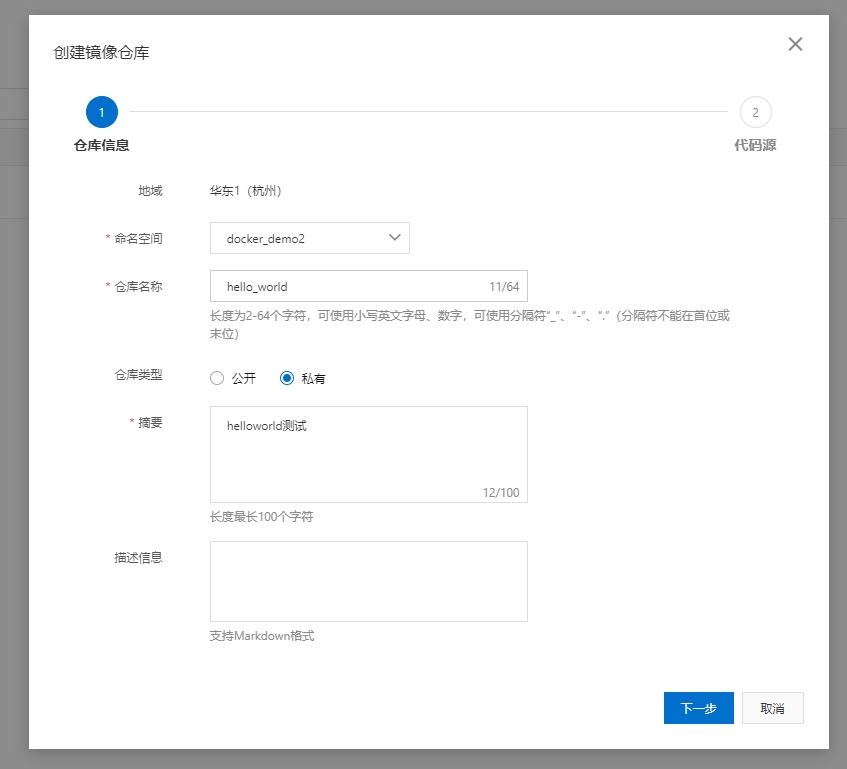 创建镜像仓库
1
2
仓库信息
代码源
地域 华东1（杭州）
* 命名空间 docker_demo2
* 仓库名称 hello_world 11/64
长度为2-64个字符，可使用小写英文字母、数字，可使用分隔符“_”、“-”、“.”（分隔符不能在首位或
末位）
仓库类型 公开 私有
* 摘要 helloworld测试
12/100
长度最长100个字符
描述信息
支持Markdown格式
下一步 取消